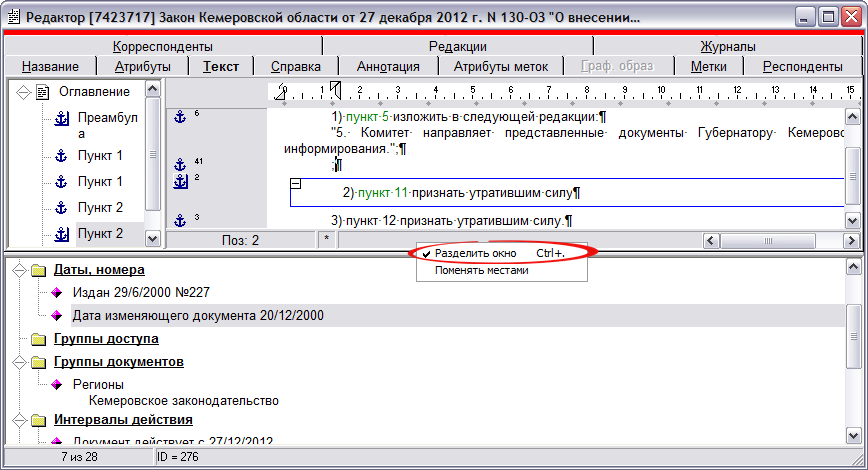 Редактор [7423717] Закон Кемеровской области от 27 декабря 2012 г. N 130-ОЗ "О внесении...
Корреспонденты Редакции Журналы
Название Атрибуты Текст Справка Аннотация Атрибуты меток Граф. образ Метки Респонденты
Оглавление
Преамбул
а
Пункт 1
Пункт 1
Пункт 2
Пункт 2
0 1 2 3 4 5 6 7 8 9 10 11 12 13 14 15
6 1)·пункт·5·изложить·в·следующей·редакции:¶
"5.· Комитет направляет представленные документы Губернатору Кемеровс
информирования.";¶
41 ;¶
2 2)·пункт·11·признать·утратившим·силу¶
3 3)·пункт·12·признать·утратившим·силу.¶
Поз: 2 *
✓ Разделить окно Ctrl+.
Поменять местами
Даты, номера
Издан 29/6/2000 №227
Дата изменяющего документа 20/12/2000
Группы доступа
Группы документов
Регионы
Кемеровское законодательство
Интервалы действия
Документ действует с 27/12/2012
7 из 28 ID = 276